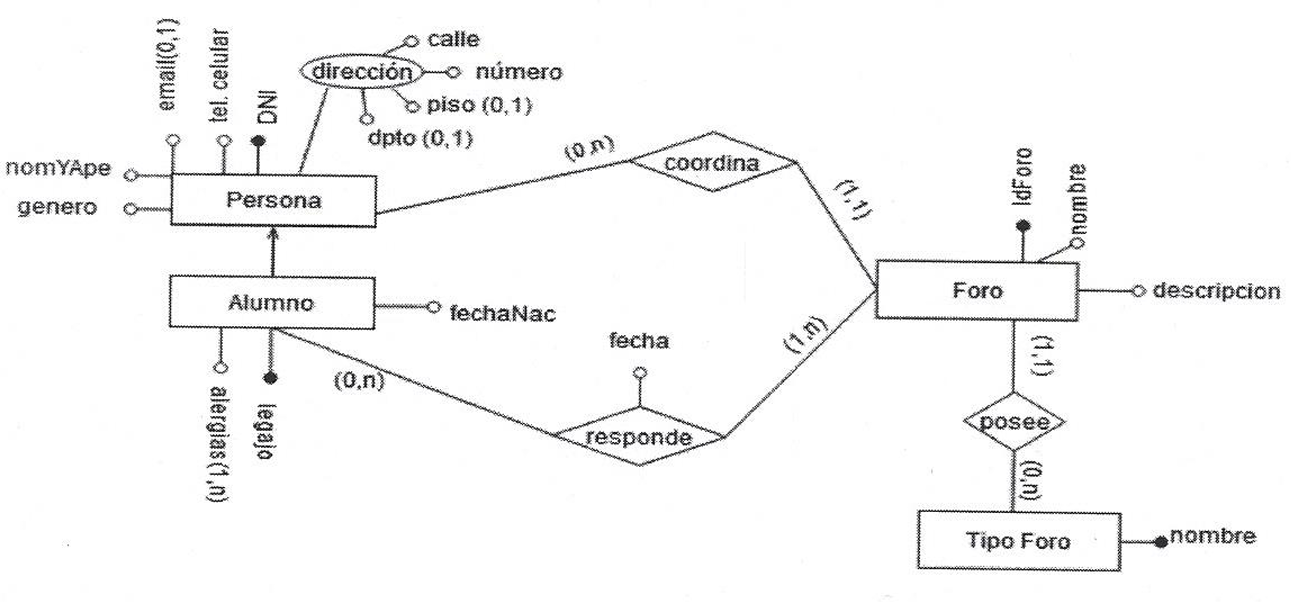 email(0,1)
tel. celular
DNI
dirección
calle
número
piso (0,1)
dpto (0,1)
nomYApe
genero
Persona
(0,n)
coordina
(1,1)
IdForo
nombre
Foro
descripcion
Alumno
fechaNac
alergias(1,n)
legajo
(0,n)
fecha
responde
(1,n)
(1,1)
posee
(0,n)
Tipo Foro
nombre